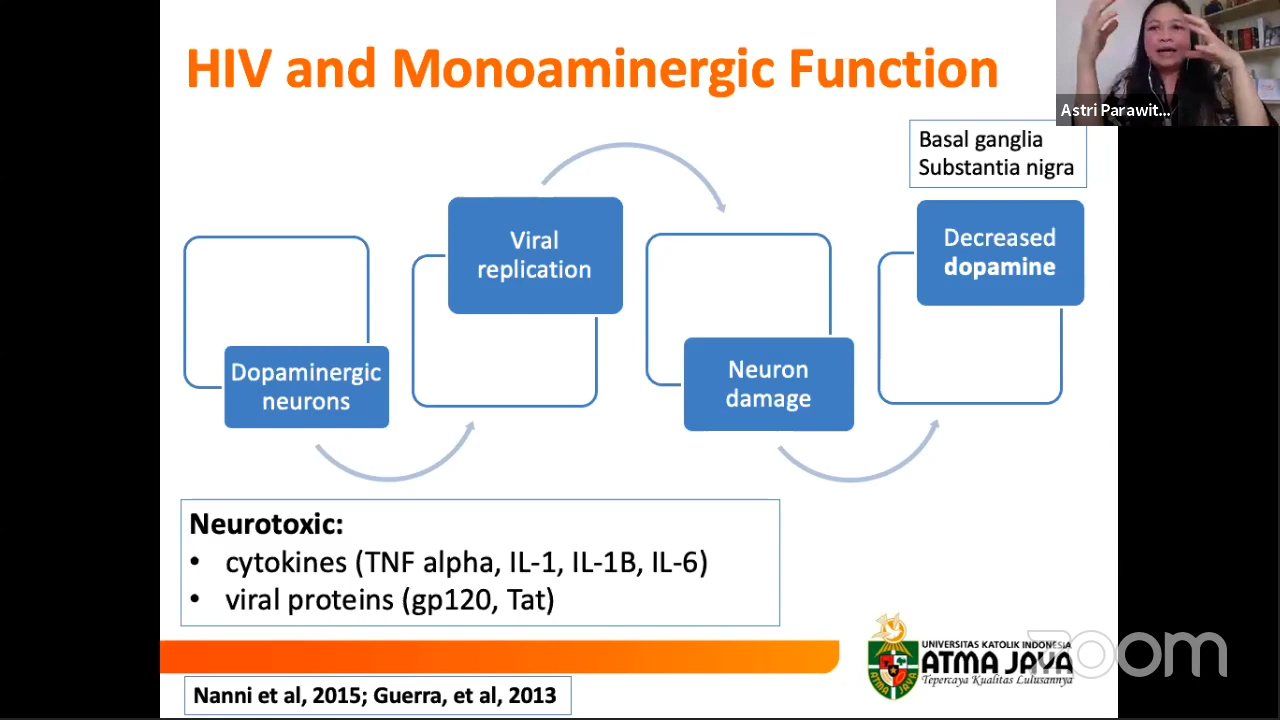 HIV and Monoaminergic Function
Astri Parawit...
Basal ganglia
Substantia nigra
Viral
replication
Decreased
dopamine
Dopaminergic
neurons
Neuron
damage
Neurotoxic:
• cytokines (TNF alpha, IL-1, IL-1B, IL-6)
• viral proteins (gp120, Tat)
UNIVERSITAS KATOLIK INDONESIA
ATMA JAYA
Tepercaya Kualitas Lulusannya
ATMA JAYA
zoom
Nanni et al, 2015; Guerra, et al, 2013